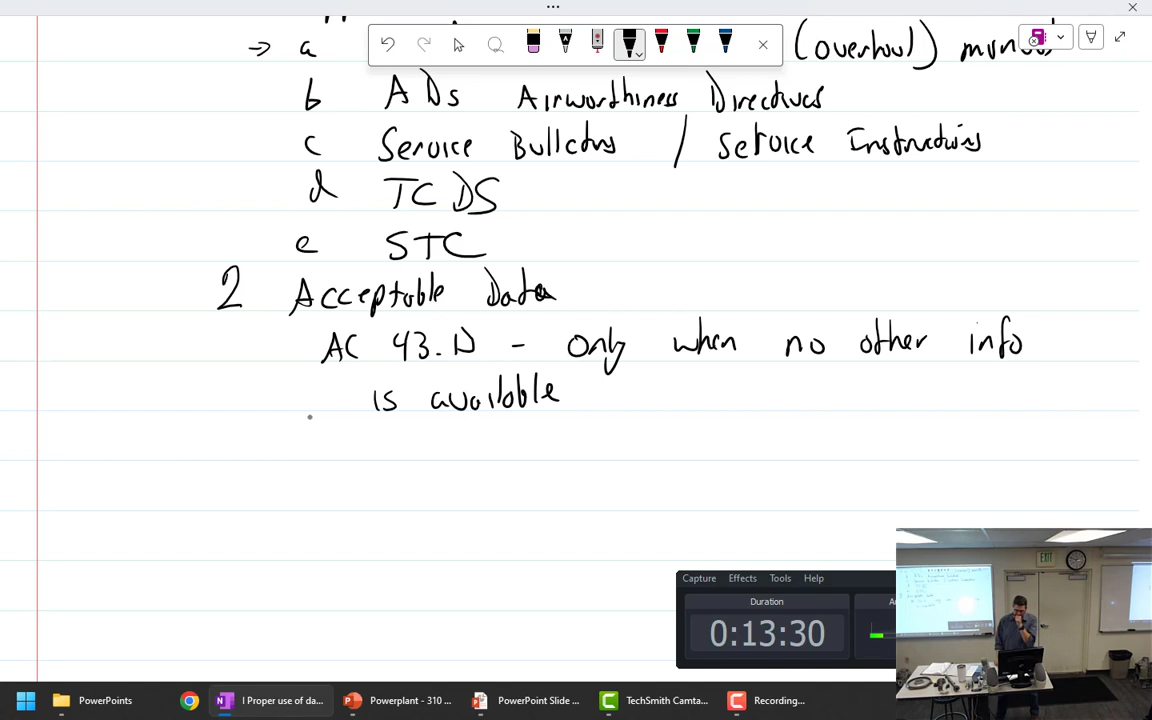 → a (overhaul) manual
b ADs Airworthiness Directives
c Service Bulletins / Service Instructions
d TCDS
e STC
2 Acceptable Data
AC 43.13 - only when no other info
is available
Capture Effects Tools Help
Duration
0:13:30
EXIT
PowerPoints
I Proper use of da...
Powerplant - 310 ...
PowerPoint Slide ...
TechSmith Camta...
Recording...